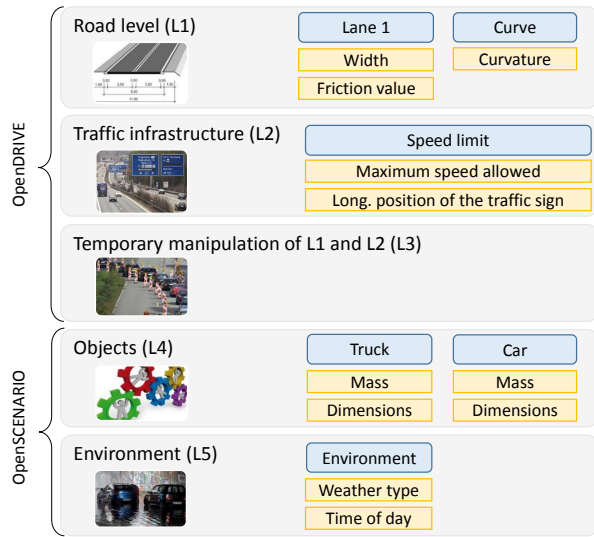 OpenDRIVE
Road level (L1)
Lane 1
Width
Friction value
Curve
Curvature
Traffic infrastructure (L2)
Speed limit
Maximum speed allowed
Long. position of the traffic sign
Temporary manipulation of L1 and L2 (L3)
OpenSCENARIO
Objects (L4)
Truck
Mass
Dimensions
Car
Mass
Dimensions
Environment (L5)
Environment
Weather type
Time of day